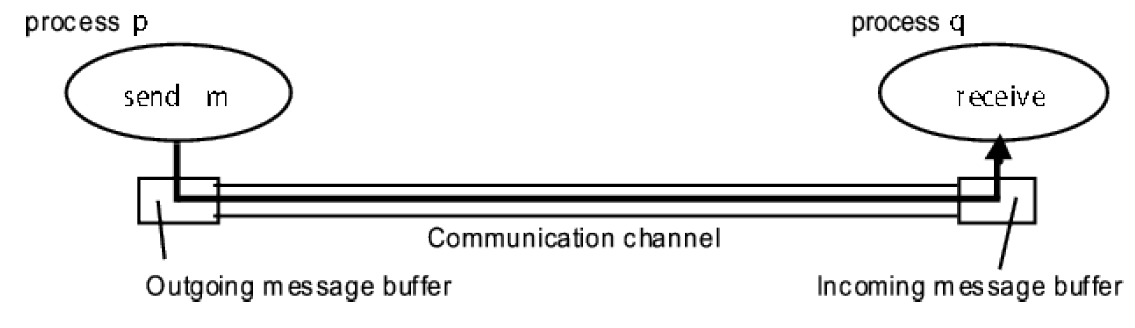 process p
process q
send m
receive
Communication channel
Outgoing message buffer
Incoming message buffer